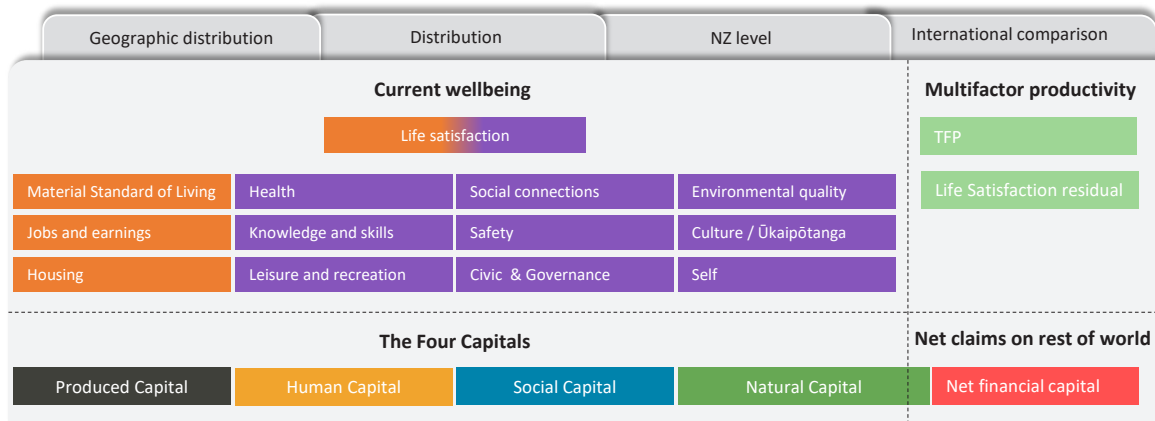 Geographic distribution
Distribution
NZ level
International comparison
Current wellbeing
Multifactor productivity
Life satisfaction
TFP
Material Standard of Living
Health
Social connections
Environmental quality
Life Satisfaction residual
Jobs and earnings
Knowledge and skills
Safety
Culture / Ūkaipōtanga
Housing
Leisure and recreation
Civic & Governance
Self
The Four Capitals
Net claims on rest of world
Produced Capital
Human Capital
Social Capital
Natural Capital
Net financial capital